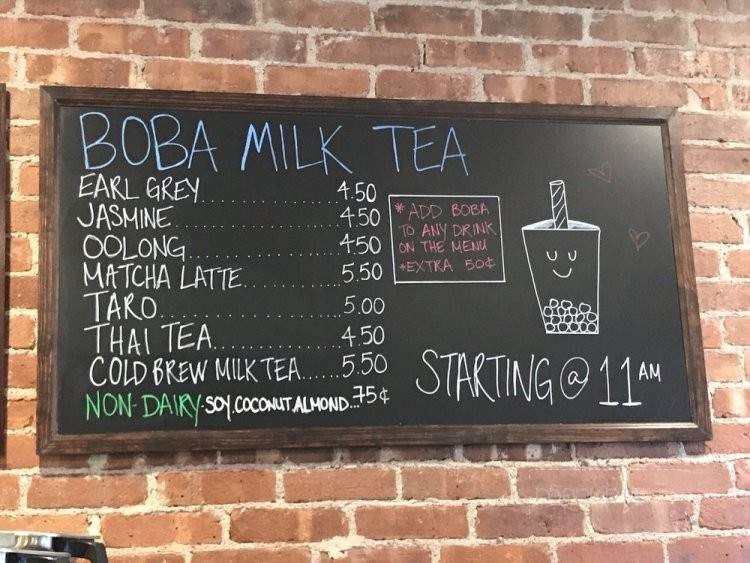 BOBA MILK TEA
EARL GREY.................4.50
JASMINE...................4.50
OOLONG....................4.50
MATCHA LATTE..............5.50
TARO......................5.00
THAI TEA..................4.50
COLD BREW MILK TEA......5.50
NON-DAIRY-SOY.COCONUT.ALMOND...75¢
* ADD BOBA
TO ANY DRINK
ON THE MENU
+EXTRA 50¢
STARTING @ 11 AM